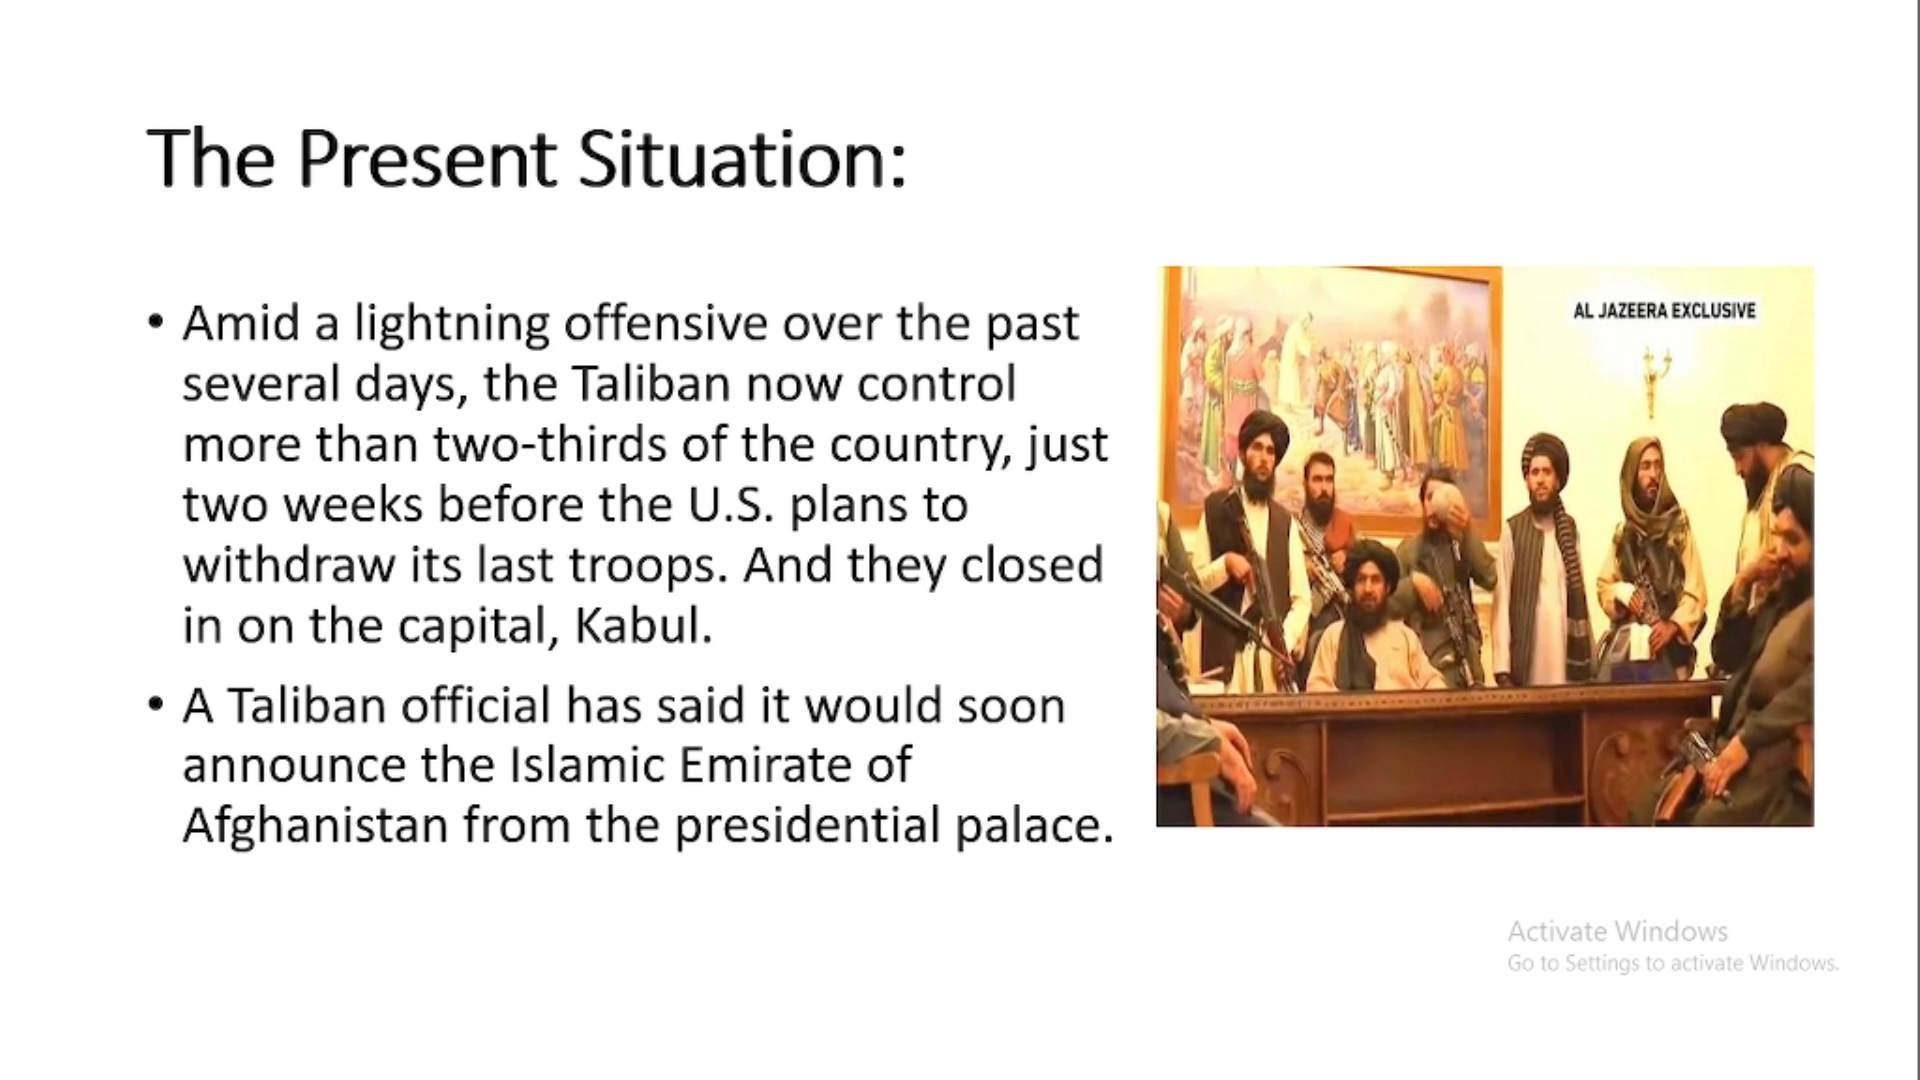 The Present Situation:
• Amid a lightning offensive over the past
several days, the Taliban now control
more than two-thirds of the country, just
two weeks before the U.S. plans to
withdraw its last troops. And they closed
in on the capital, Kabul.
• A Taliban official has said it would soon
announce the Islamic Emirate of
Afghanistan from the presidential palace.
AL JAZEERA EXCLUSIVE
Activate Windows
Go to Settings to activate Windows.